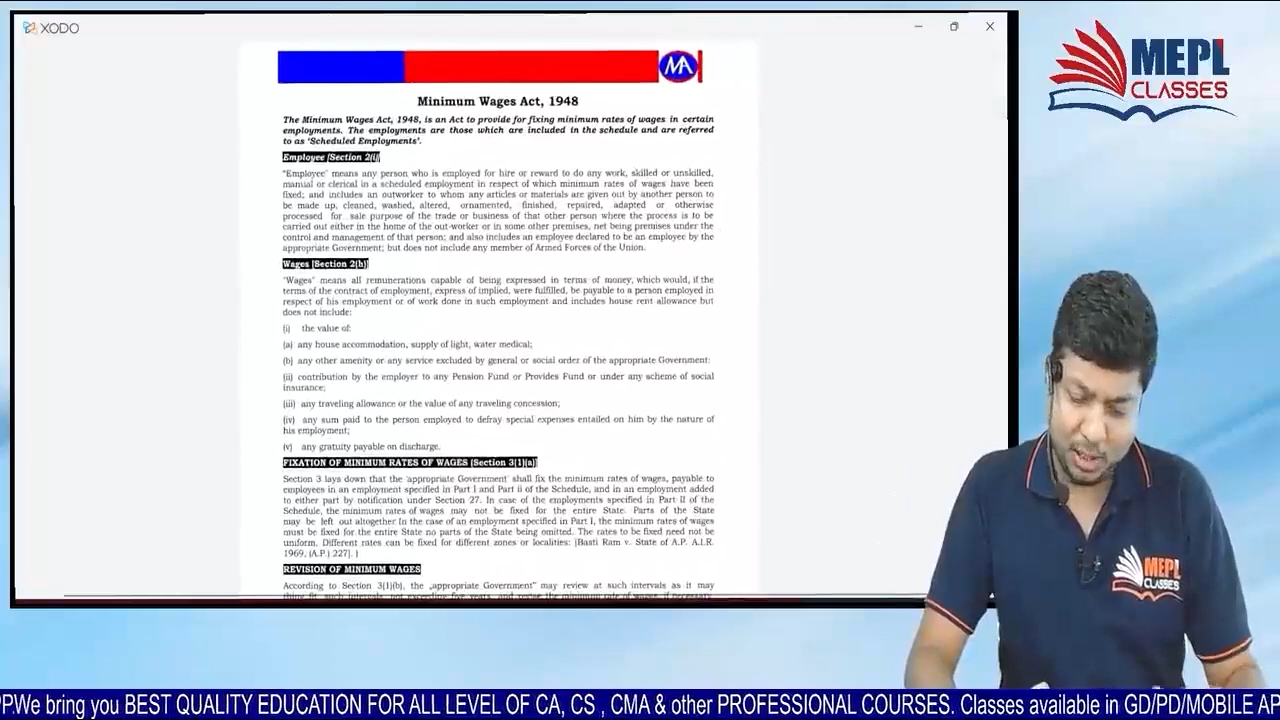 XODO
MA
MEPL
CLASSES
Minimum Wages Act, 1948
The Minimum Wages Act, 1948, is an Act to provide for fixing minimum rates of wages in certain
employments. The employments are those which are included in the schedule and are referred
to as 'Scheduled Employments'.
Employee [Section 2(i)]
"Employee' means any person who is employed for hire or reward to do any work, skilled or unskilled,
manual or clerical in a scheduled employment in respect of which minimum rates of wages have been
fixed; and includes an outworker to whom any articles or materials are given out by another person to
be made up, cleaned, washed, altered, ornamented, finished, repaired, adapted or otherwise
processed for sale purpose of the trade or business of that other person where the process is to be
carried out either in the home of the out-worker or in some other premises, net being premises under the
control and management of that person; and also includes an employee declared to be an employee by the
appropriate Government; but does not include any member of Armed Forces of the Union.
Wages [Section 2(h)]
"Wages" means all remunerations capable of being expressed in terms of money, which would, if the
terms of the contract of employment, express of implied, were fulfilled, be payable to a person employed in
respect of his employment or of work done in such employment and includes house rent allowance but
does not include:
(i) the value of:
(a) any house accommodation, supply of light, water medical;
(b) any other amenity or any service excluded by general or social order of the appropriate Government;
(ii) contribution by the employer to any Pension Fund or Provides Fund or under any scheme of social
insurance;
(iii) any traveling allowance or the value of any traveling concession;
(iv) any sum paid to the person employed to defray special expenses entailed on him by the nature of
his employment;
(v) any gratuity payable on discharge.
FIXATION OF MINIMUM RATES OF WAGES [Section 3(1)(a)]
Section 3 lays down that the 'appropriate Government' shall fix the minimum rates of wages, payable to
employees in an employment specified in Part I and Part ii of the Schedule, and in an employment added
to either part by notification under Section 27. In case of the employments specified in Part II of the
Schedule, the minimum rates of wages may not be fixed for the entire State. Parts of the State
may be left out altogether In the case of an employment specified in Part I, the minimum rates of wages
must be fixed for the entire State no parts of the State being omitted. The rates to be fixed need not be
uniform. Different rates can be fixed for different zones or localities: [Basti Ram v. State of A.P. A.I.R.
1969, (A.P.) 227]. }
REVISION OF MINIMUM WAGES
According to Section 3(1)(b), the „appropriate Government" may review at such intervals as it may
thing fit, such intervals not exceeding five years, and revise the minimum rate of wages, if necessary.
MEPL
CLASSES
PP.We bring you BEST QUALITY EDUCATION FOR ALL LEVEL OF CA, CS , CMA & other PROFESSIONAL COURSES. Classes available in GD/PD/MOBILE AP